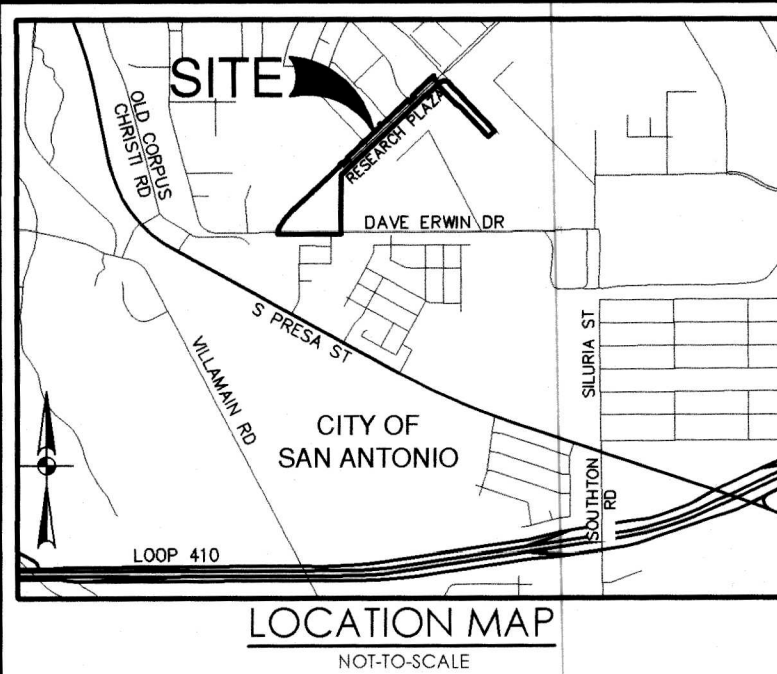 SITE
OLD CORPUS
CHRISTI RD
RESEARCH PLAZA
DAVE ERWIN DR
S PRESA ST
VILLAMAIN RD
SILURIA ST
CITY OF
SAN ANTONIO
SOUTHTON
RD
LOOP 410
LOCATION MAP
NOT-TO-SCALE